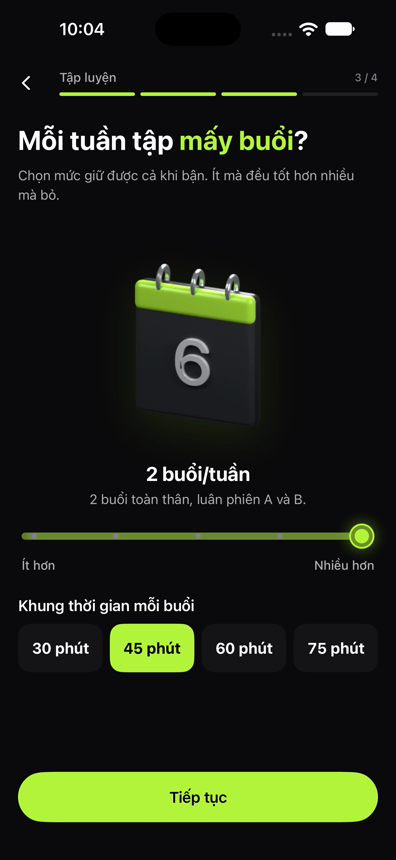 10:04
Tập luyện
3 / 4
Mỗi tuần tập mấy buổi?
Chọn mức giữ được cả khi bận. Ít mà đều tốt hơn nhiều
mà bỏ.
6
2 buổi/tuần
2 buổi toàn thân, luân phiên A và B.
Ít hơn
Nhiều hơn
Khung thời gian mỗi buổi
30 phút
45 phút
60 phút
75 phút
Tiếp tục